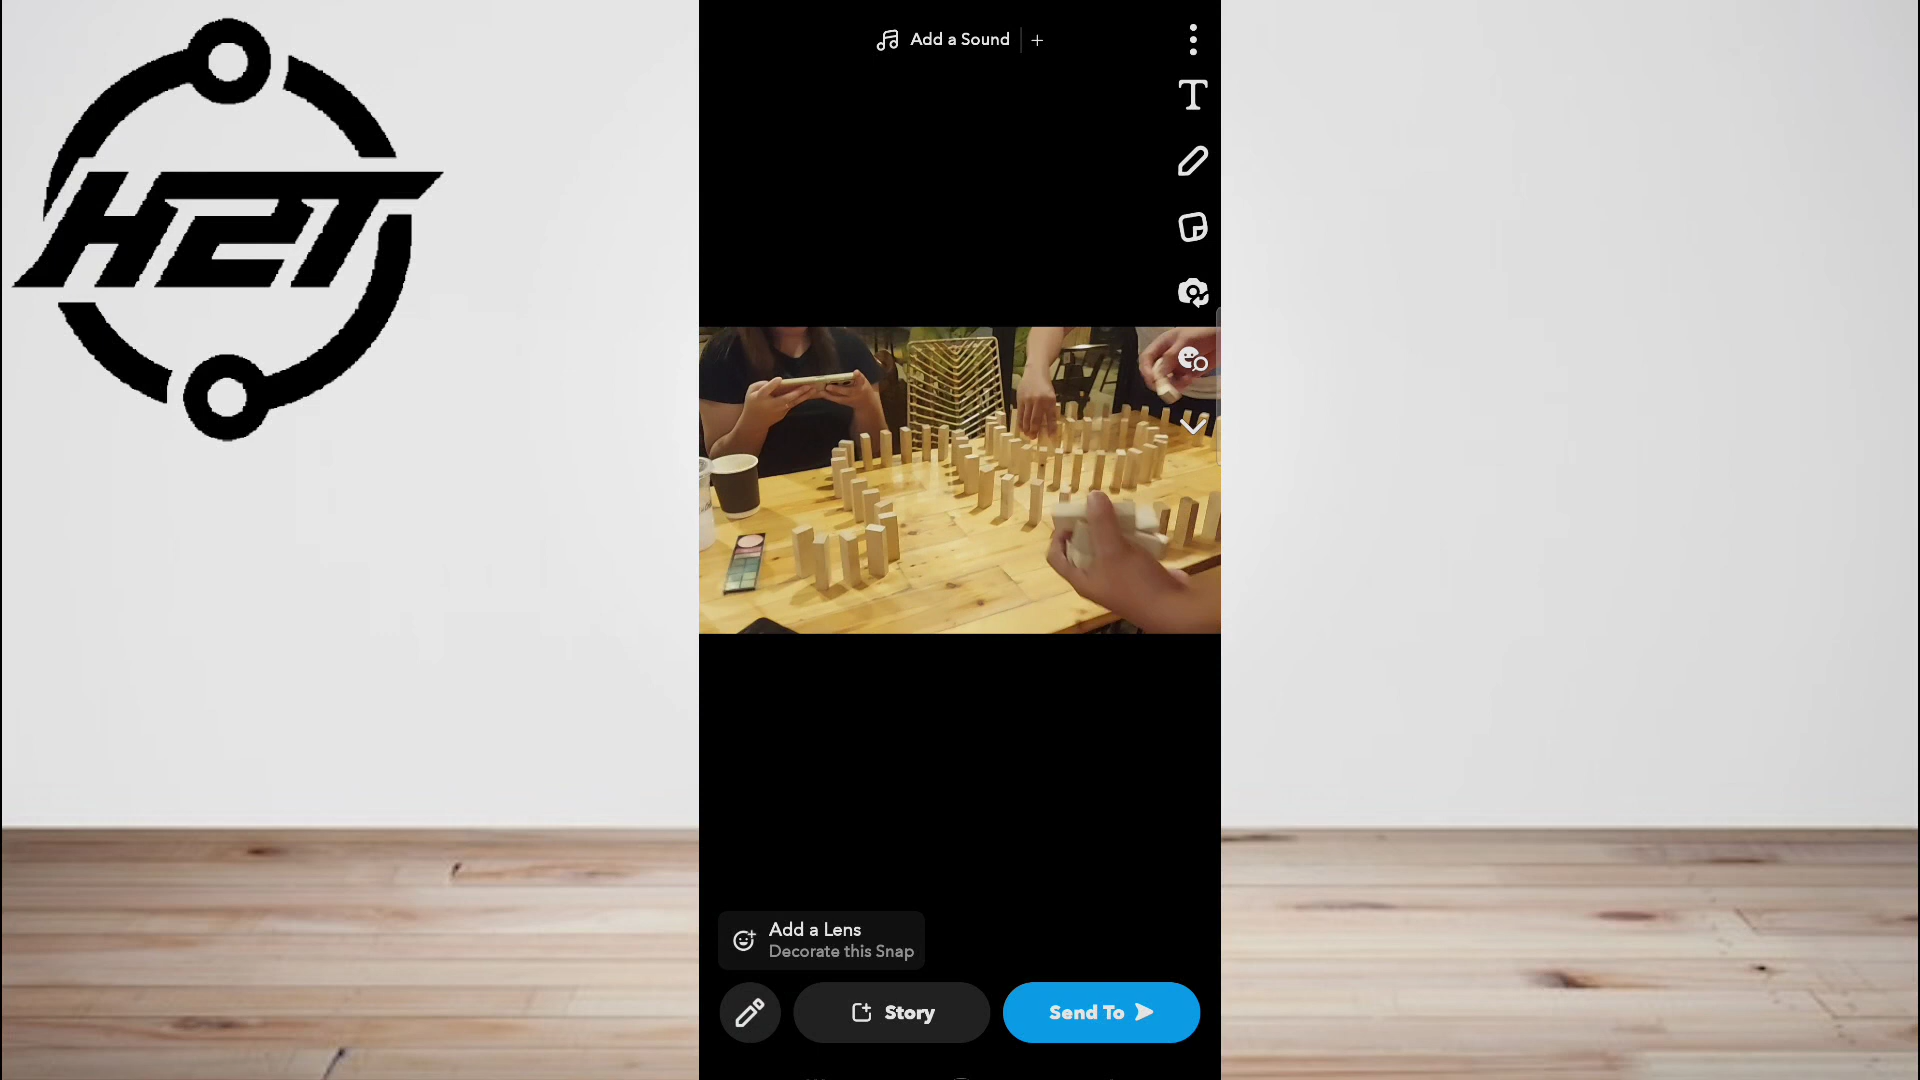 H2T
Add a Sound
T
Add a Lens
Decorate this Snap
Story
Send To